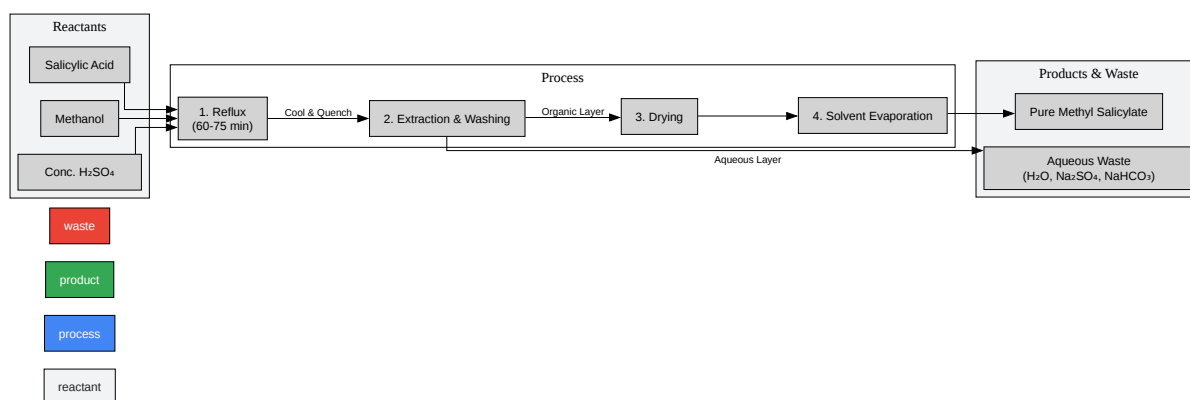 Reactants
Salicylic Acid
Methanol
Conc. H₂SO₄
Process
1. Reflux
(60-75 min)
Cool & Quench
2. Extraction & Washing
Organic Layer
3. Drying
4. Solvent Evaporation
Aqueous Layer
Products & Waste
Pure Methyl Salicylate
Aqueous Waste
(H₂O, Na₂SO₄, NaHCO₃)
waste
product
process
reactant